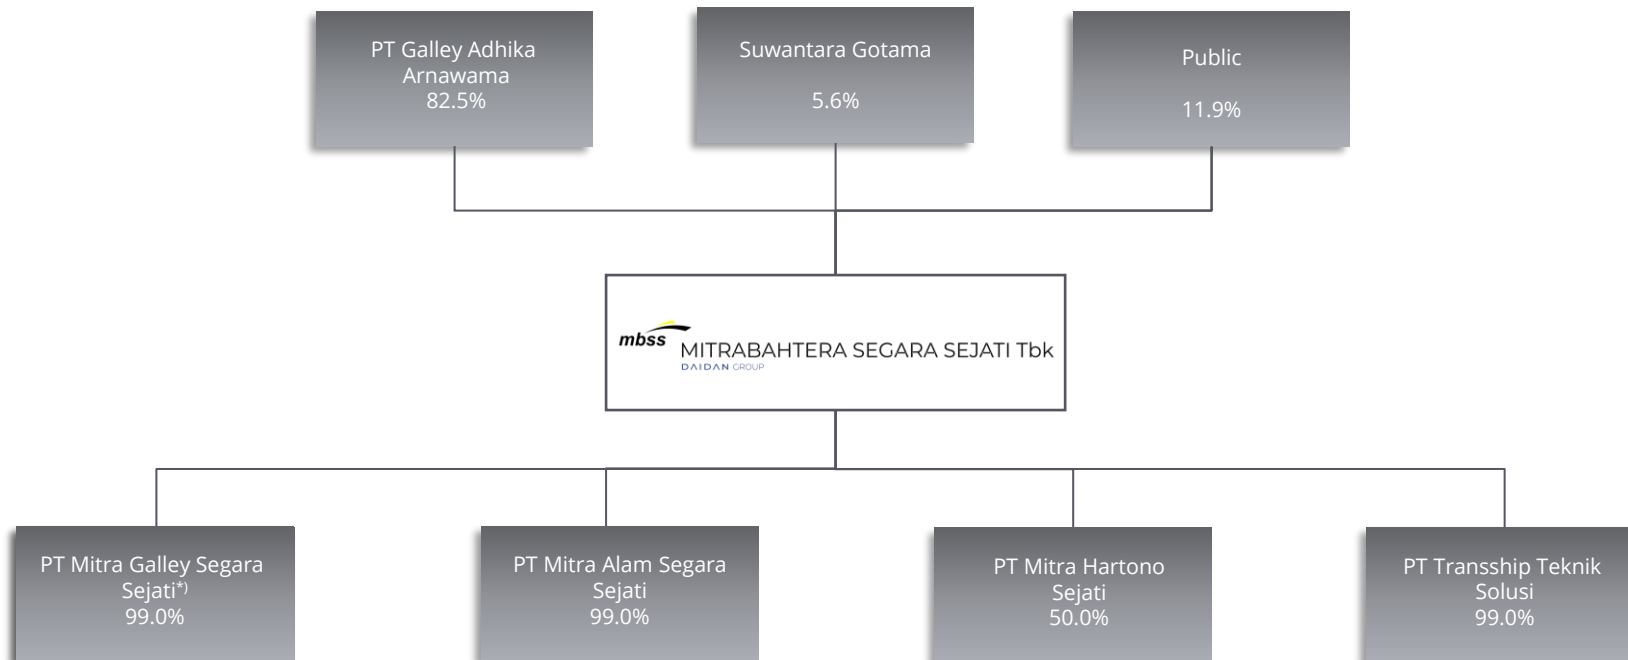 PT Galley Adhika
Arnawama
82.5%
Suwantara Gotama
5.6%
Public
11.9%
mbss
MITRABAHTERA SEGARA SEJATI Tbk
DAIDAN GROUP
PT Mitra Galley Segara
Sejati*)
99.0%
PT Mitra Alam Segara
Sejati
99.0%
PT Mitra Hartono
Sejati
50.0%
PT Transship Teknik
Solusi
99.0%